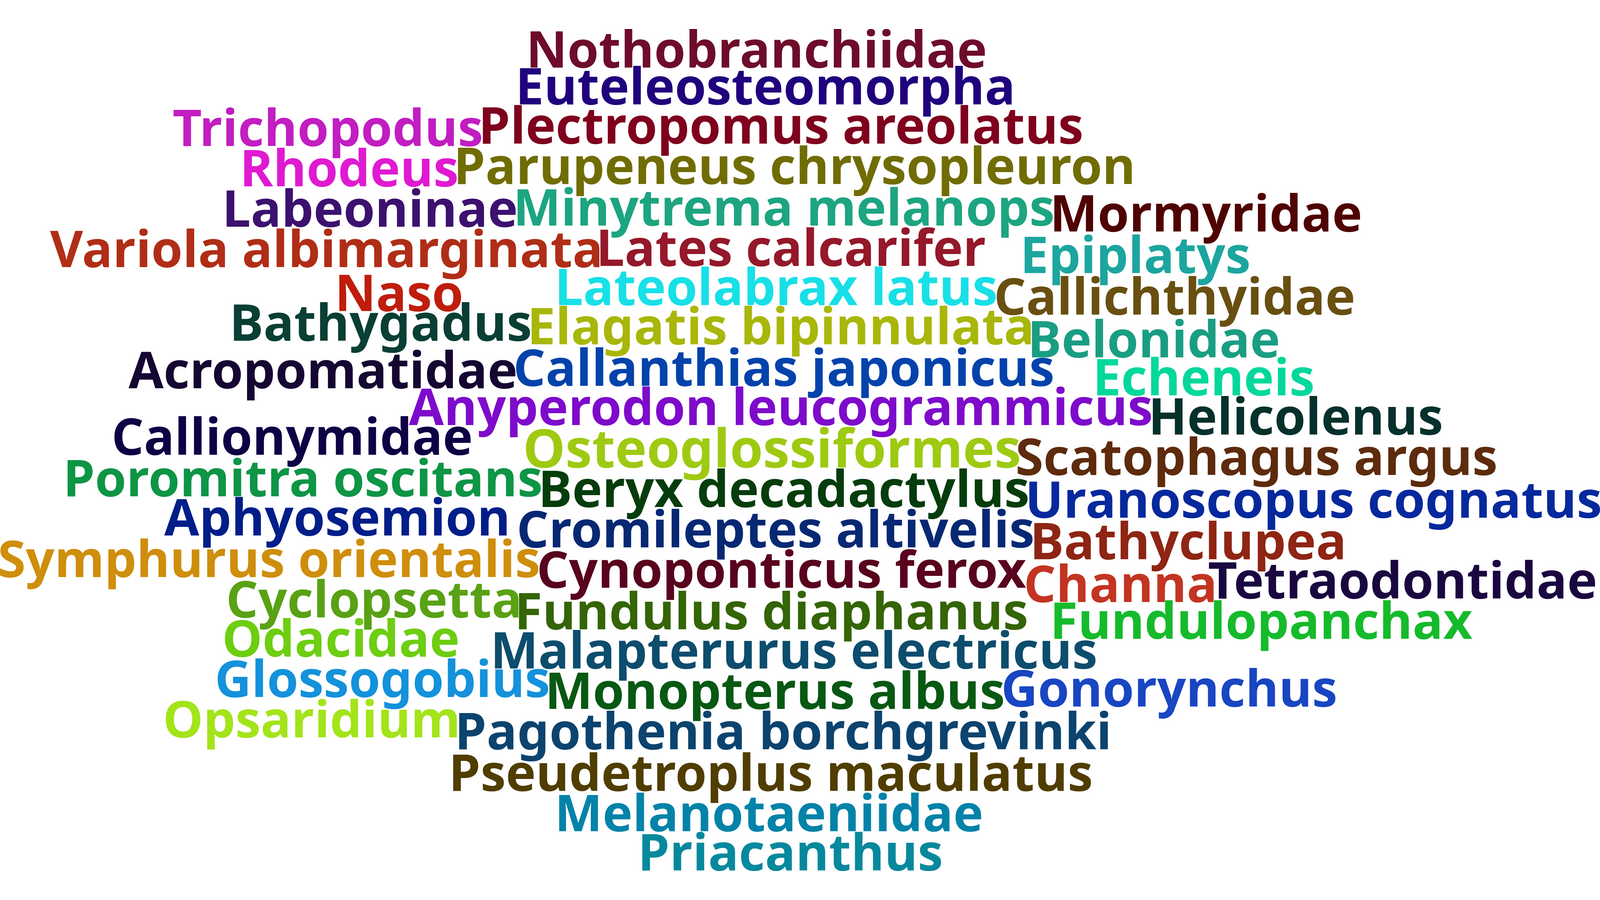 Nothobranchiidae
Euteleosteomorpha
Trichopodus Plectropomus areolatus
Rhodeus Parupeneus chrysopleuron
Labeoninae Minytrema melanops Mormyridae
Variola albimarginata Lates calcarifer Epiplatys
Naso Lateolabrax latus Callichthyidae
Bathygadus Elagatis bipinnulata Belonidae
Acropomatidae Callanthias japonicus Echeneis
Anyperodon leucogrammicus Helicolenus
Callionymidae Osteoglossiformes Scatophagus argus
Poromitra oscitans Beryx decadactylus Uranoscopus cognatus
Aphyosemion Cromileptes altivelis Bathyclupea
Symphurus orientalis Cynoponticus ferox Channa Tetraodontidae
Cyclopsetta Fundulus diaphanus Fundulopanchax
Odacidae Malapterurus electricus
Glossogobius Monopterus albus Gonorynchus
Opsaridium Pagothenia borchgrevinki
Pseudetroplus maculatus
Melanotaeniidae
Priacanthus